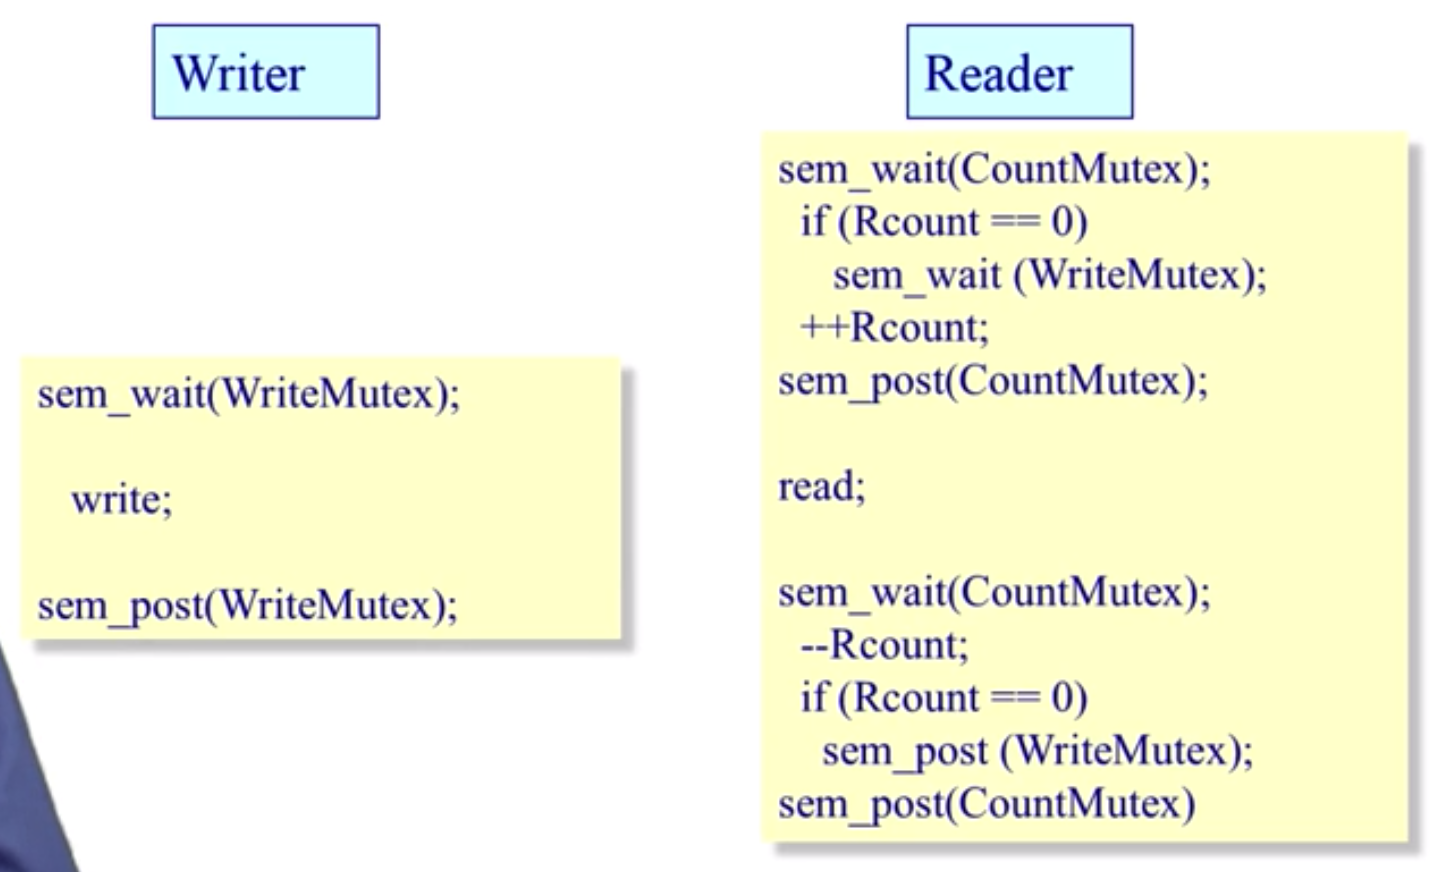 Writer
sem_wait(WriteMutex);
write;
sem_post(WriteMutex);
Reader
sem_wait(CountMutex);
if (Rcount == 0)
sem_wait (WriteMutex);
++Rcount;
sem_post(CountMutex);
read;
sem_wait(CountMutex);
--Rcount;
if (Rcount == 0)
sem_post (WriteMutex);
sem_post(CountMutex)